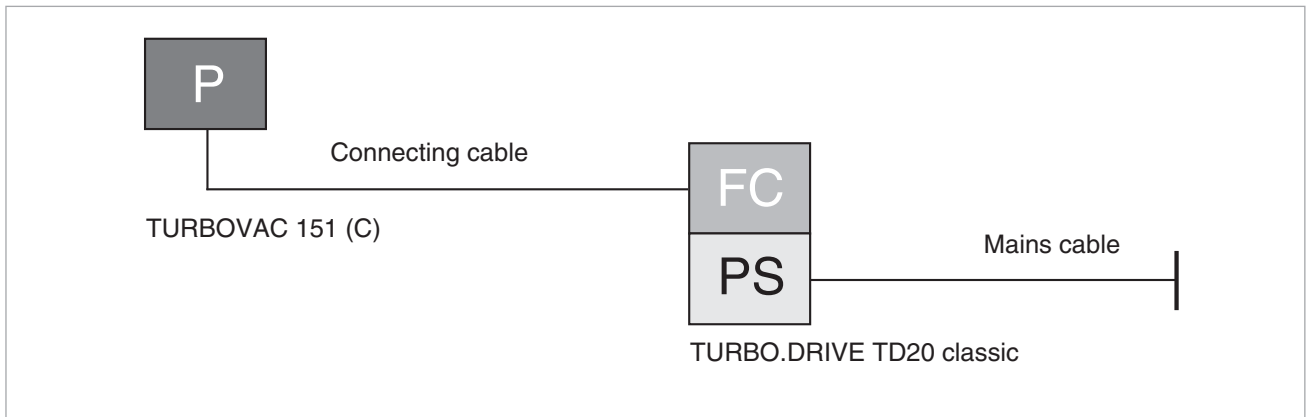 P
Connecting cable
FC
TURBOVAC 151 (C)
Mains cable
PS
TURBO.DRIVE TD20 classic